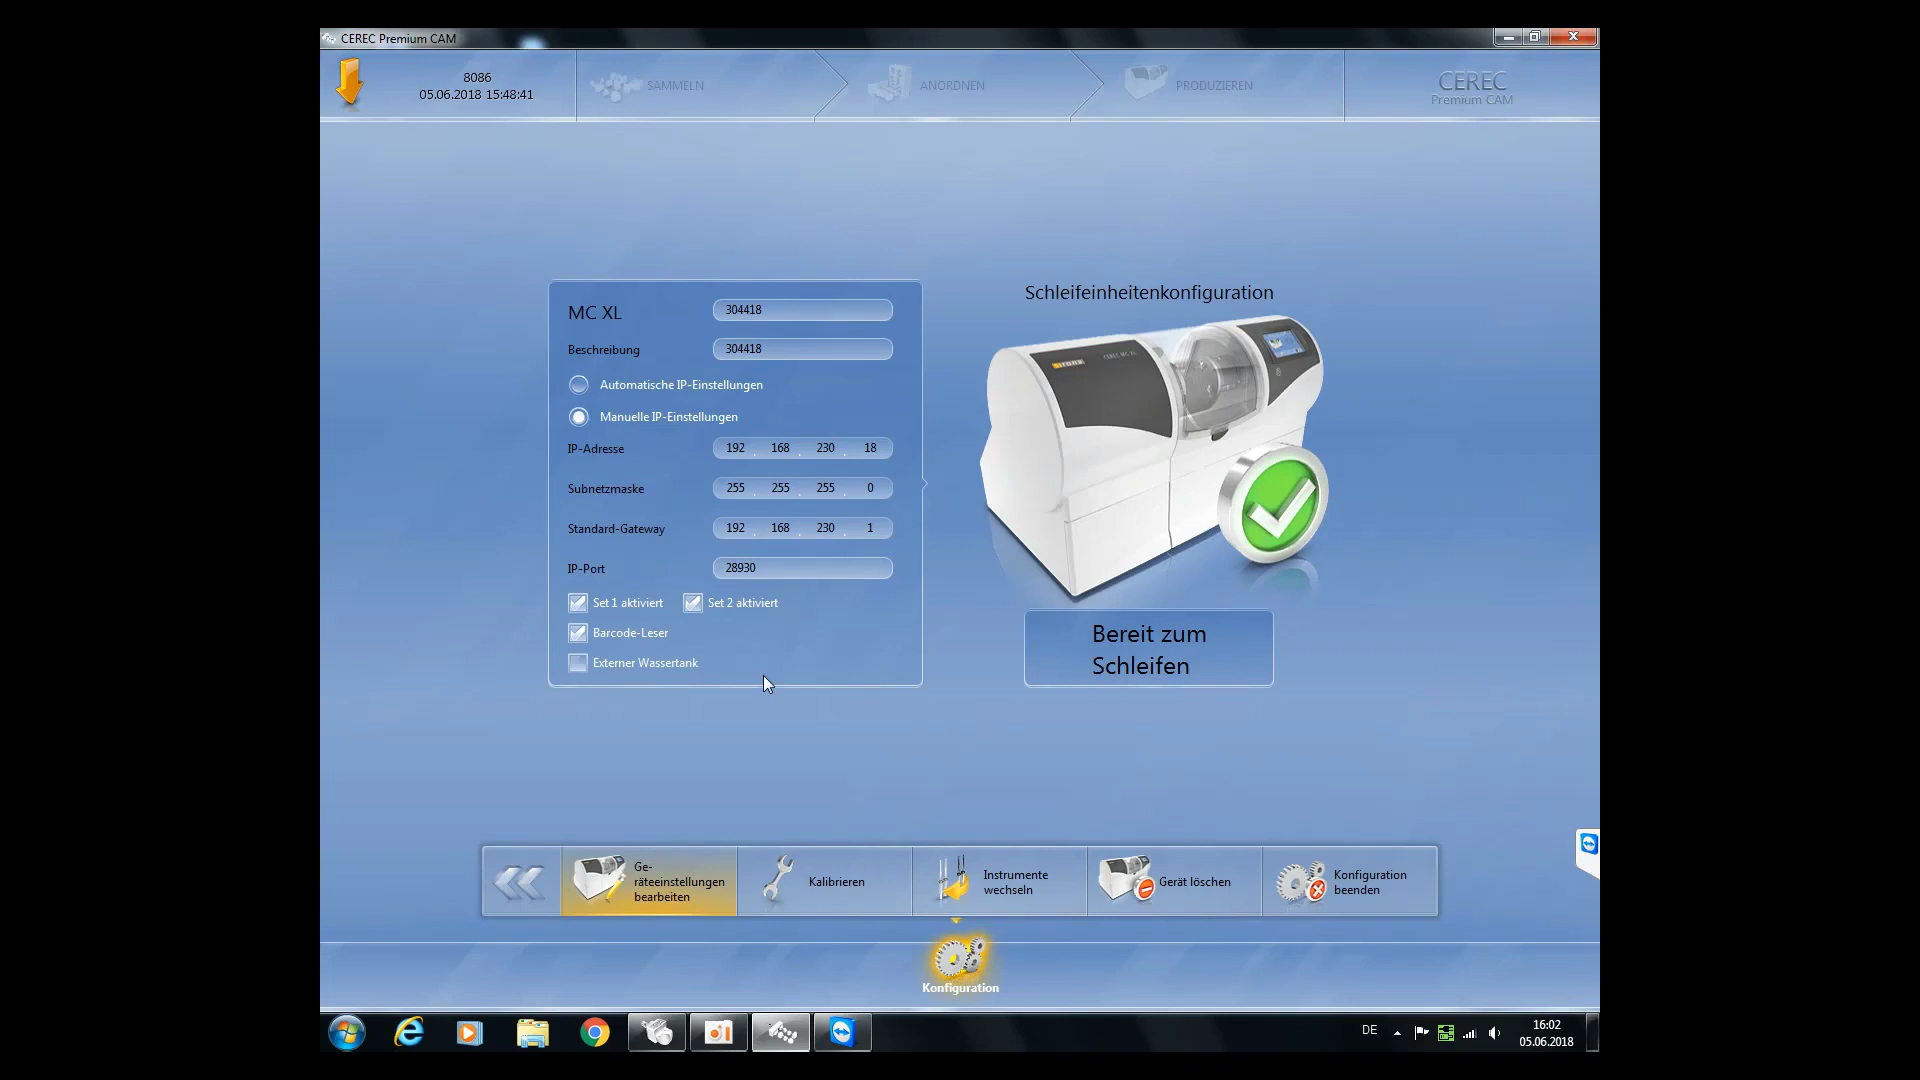 CEREC Premium CAM
8086
05.06.2018 15:48:41
SAMMELN
ANORDNEN
PRODUZIEREN
CEREC
Premium CAM
Schleifeinheitenkonfiguration
MC XL
304418
Beschreibung
304418
Automatische IP-Einstellungen
Manuelle IP-Einstellungen
IP-Adresse
192 . 168 . 230 . 18
Subnetzmaske
255 . 255 . 255 . 0
Standard-Gateway
192 . 168 . 230 . 1
IP-Port
28930
Set 1 aktiviert
Set 2 aktiviert
Barcode-Leser
Externer Wassertank
sirona
CEREC MC XL
Bereit zum
Schleifen
Ge-
räteeinstellungen
bearbeiten
Kalibrieren
Instrumente
wechseln
Gerät löschen
Konfiguration
beenden
Konfiguration
DE
16:02
05.06.2018